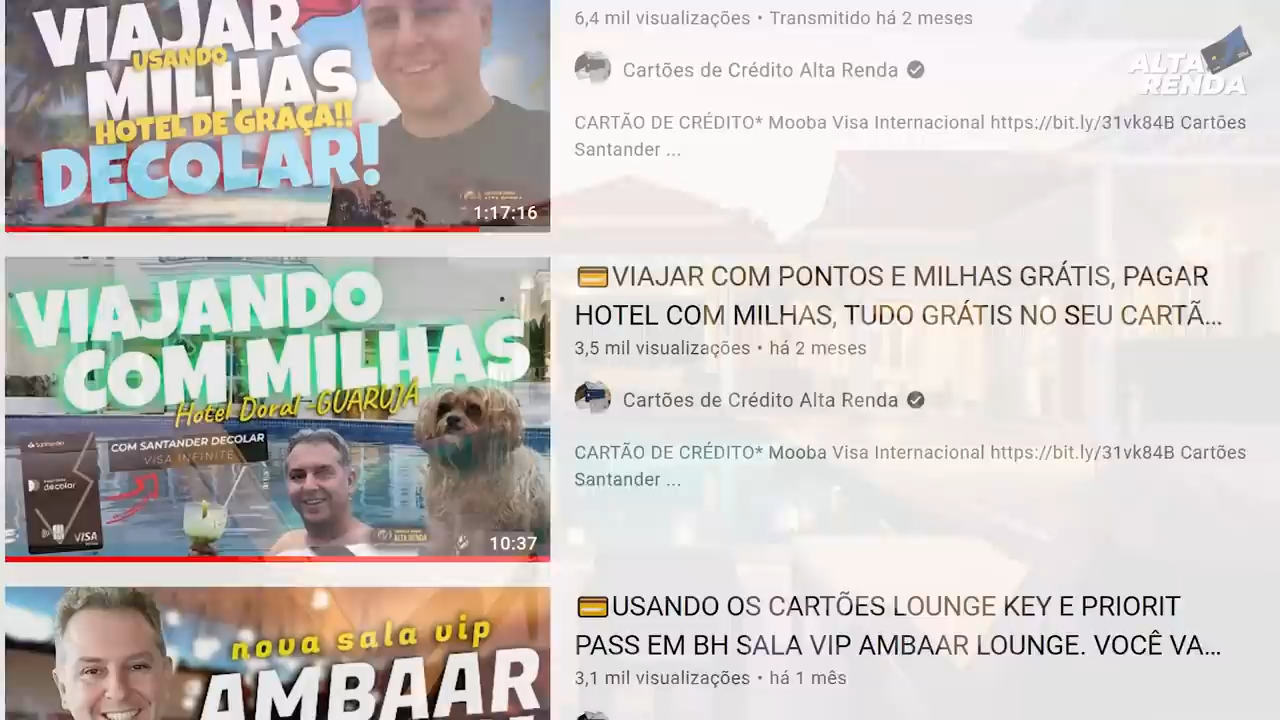 VIAJAR
USANDO
MILHAS
HOTEL DE GRAÇA!!
DECOLAR!
1:17:16
6,4 mil visualizações • Transmitido há 2 meses
Cartões de Crédito Alta Renda
ALTA
RENDA
CARTÃO DE CRÉDITO* Mooba Visa Internacional https://bit.ly/31vk84B Cartões
Santander ...
VIAJANDO
COM MILHAS
Hotel Doral -GUARUJÁ
COM SANTANDER DECOLAR
VISA INFINITE
Santander
decolar
VISA
ALTA RENDA
10:37
VIAJAR COM PONTOS E MILHAS GRÁTIS, PAGAR
HOTEL COM MILHAS, TUDO GRÁTIS NO SEU CARTÃ...
3,5 mil visualizações • há 2 meses
Cartões de Crédito Alta Renda
CARTÃO DE CRÉDITO* Mooba Visa Internacional https://bit.ly/31vk84B Cartões
Santander ...
nova sala vip
AMBAAR
USANDO OS CARTÕES LOUNGE KEY E PRIORIT
PASS EM BH SALA VIP AMBAAR LOUNGE. VOCÊ VA...
3,1 mil visualizações • há 1 mês